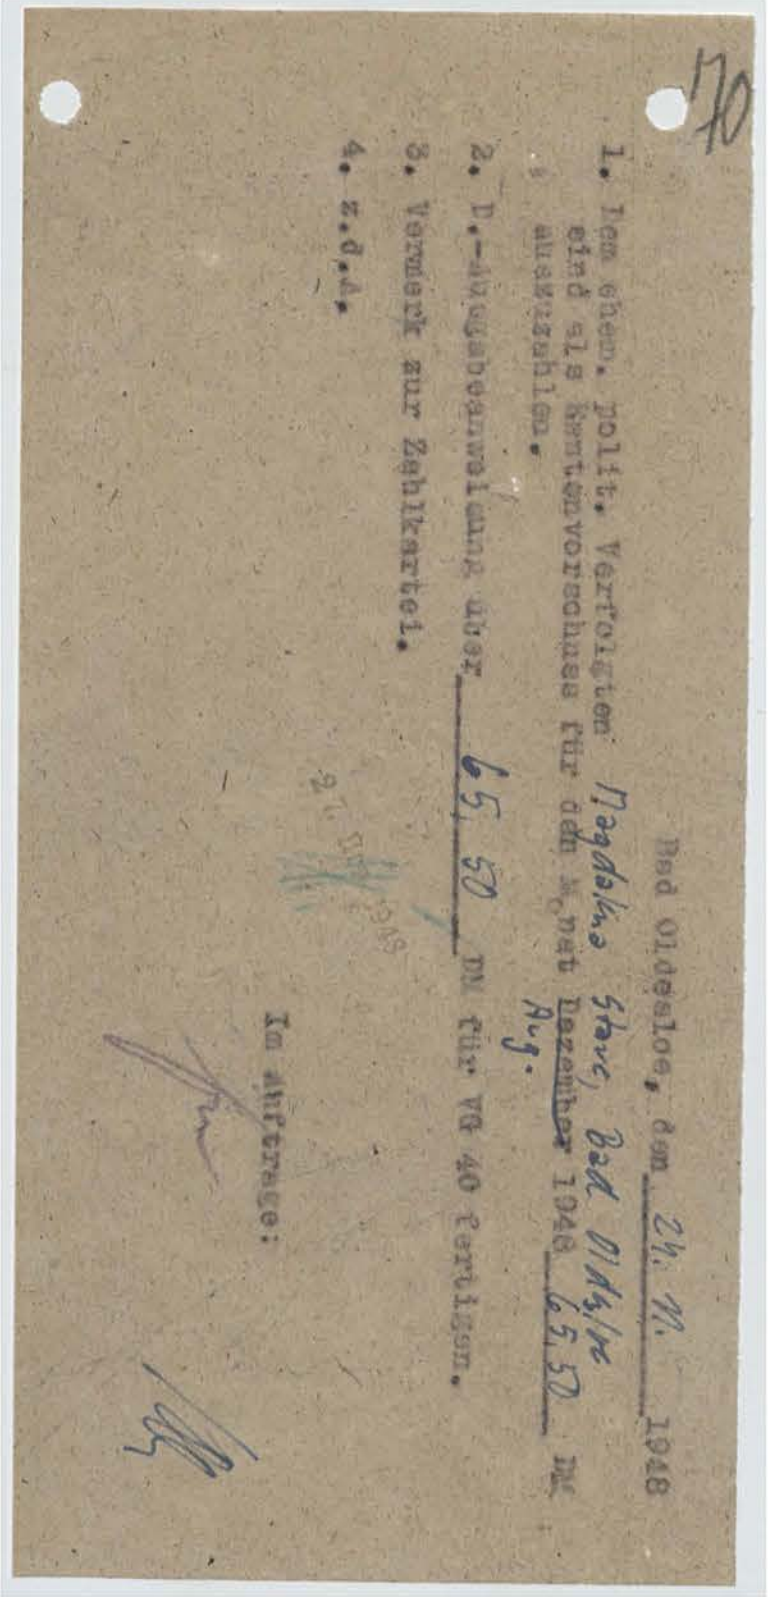 70
Bad Oldesloe, den 24. 11. 1948
1. Dem ehem. polit. Verfolgten Magdalena Stave, Bad Oldesloe
sind als Rentenvorschuss für den Monat Dezember 1948 65,50 DM
Aug.
auszuzahlen.
2. D.-Ausgabeanweisung über 65,50 DM für VG 40 fertigen.
3. Vermerk zur Zahlkartei.
4. z.d.A.
Im Auftrage: